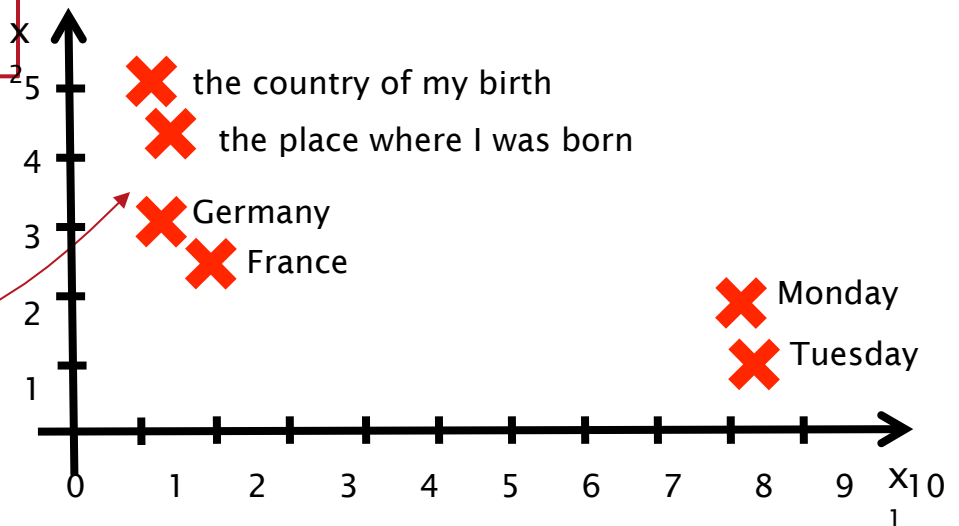 x
2
5
the country of my birth
the place where I was born
4
Germany
3
France
Monday
2
Tuesday
1
0 1 2 3 4 5 6 7 8 9 x 10
1